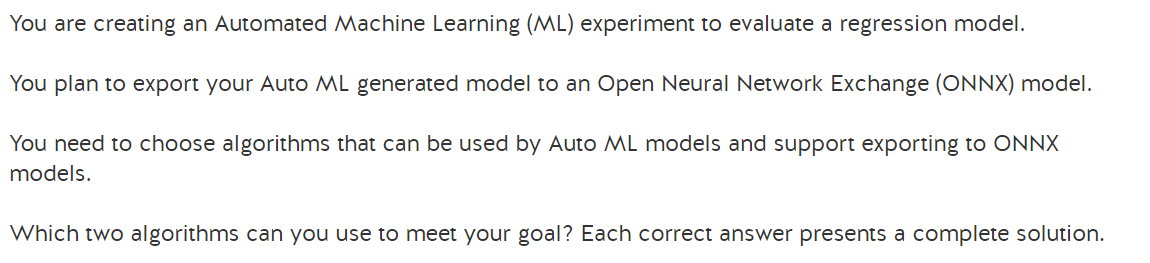 You are creating an Automated Machine Learning (ML) experiment to evaluate a regression model.
You plan to export your Auto ML generated model to an Open Neural Network Exchange (ONNX) model.
You need to choose algorithms that can be used by Auto ML models and support exporting to ONNX
models.
Which two algorithms can you use to meet your goal? Each correct answer presents a complete solution.